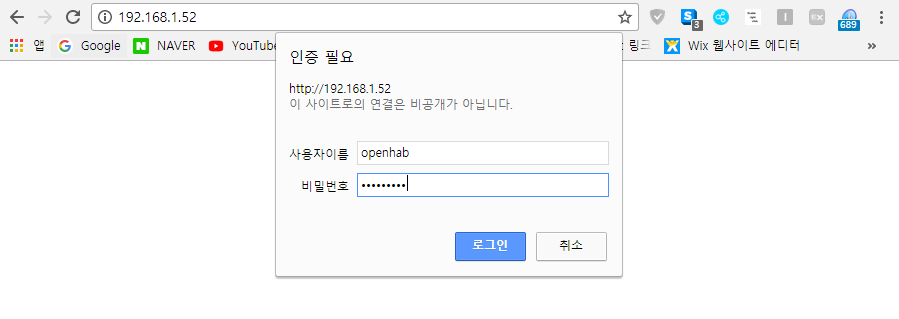 192.168.1.52
3
689
앱 Google NAVER YouTube 링크 Wix 웹사이트 에디터 »
인증 필요
http://192.168.1.52
이 사이트로의 연결은 비공개가 아닙니다.
사용자이름 openhab
비밀번호 •••••••••
로그인 취소